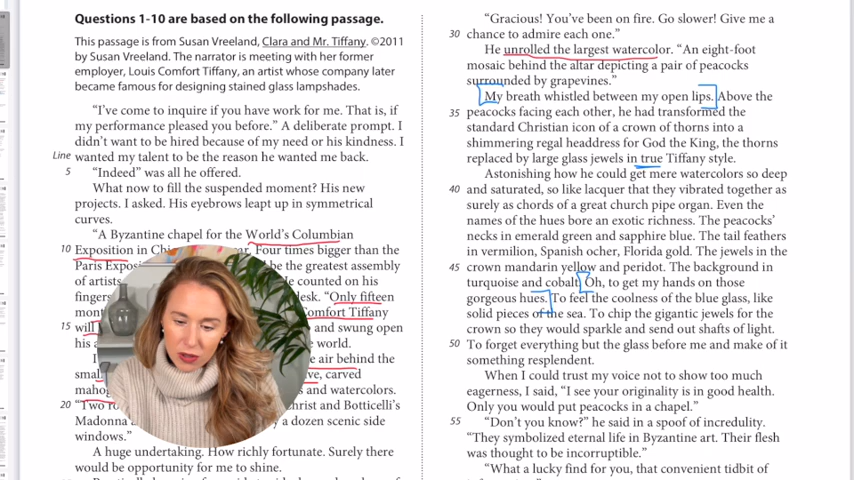 Questions 1-10 are based on the following passage.
This passage is from Susan Vreeland, Clara and Mr. Tiffany. ©2011
by Susan Vreeland. The narrator is meeting with her former
employer, Louis Comfort Tiffany, an artist whose company later
became famous for designing stained glass lampshades.
“I’ve come to inquire if you have work for me. That is, if
my performance pleased you before.” A deliberate prompt. I
didn’t want to be hired because of my need or his kindness. I
Line wanted my talent to be the reason he wanted me back.
5 “Indeed” was all he offered.
What now to fill the suspended moment? His new
projects. I asked. His eyebrows leapt up in symmetrical
curves.
“A Byzantine chapel for the World’s Columbian
10 Exposition in Four times bigger than the
Paris be the greatest assembly
of artists counted on his
fingers desk. “Only fifteen
Tiffany
15 will and swung open
his world.
I air behind the
carved
and watercolors.
20 “Two and Botticelli’s
Madonna a dozen scenic side
windows.”
A huge undertaking. How richly fortunate. Surely there
would be opportunity for me to shine.
“Gracious! You’ve been on fire. Go slower! Give me a
30 chance to admire each one.”
He unrolled the largest watercolor. “An eight-foot
mosaic behind the altar depicting a pair of peacocks
surrounded by grapevines.”
My breath whistled between my open lips. Above the
35 peacocks facing each other, he had transformed the
standard Christian icon of a crown of thorns into a
shimmering regal headdress for God the King, the thorns
replaced by large glass jewels in true Tiffany style.
Astonishing how he could get mere watercolors so deep
40 and saturated, so like lacquer that they vibrated together as
surely as chords of a great church pipe organ. Even the
names of the hues bore an exotic richness. The peacocks’
necks in emerald green and sapphire blue. The tail feathers
in vermilion, Spanish ocher, Florida gold. The jewels in the
45 crown mandarin yellow and peridot. The background in
turquoise and cobalt. Oh, to get my hands on those
gorgeous hues. To feel the coolness of the blue glass, like
solid pieces of the sea. To chip the gigantic jewels for the
crown so they would sparkle and send out shafts of light.
50 To forget everything but the glass before me and make of it
something resplendent.
When I could trust my voice not to show too much
eagerness, I said, “I see your originality is in good health.
Only you would put peacocks in a chapel.”
55 “Don’t you know?” he said in a spoof of incredulity.
“They symbolized eternal life in Byzantine art. Their flesh
was thought to be incorruptible.”
“What a lucky find for you, that convenient tidbit of